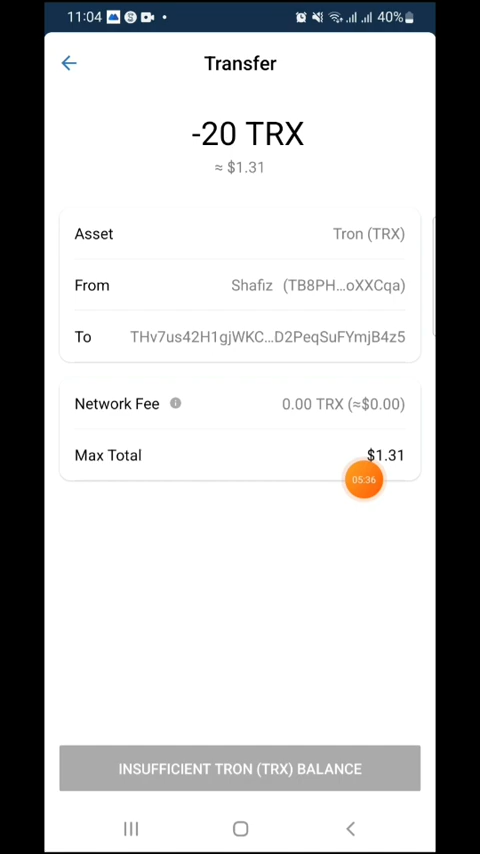 11:04 40%
Transfer
-20 TRX
≈ $1.31
Asset Tron (TRX)
From Shafiz (TB8PH...oXXCqa)
To THv7us42H1gjWKC...D2PeqSuFYmjB4z5
Network Fee 0.00 TRX (≈$0.00)
Max Total $1.31
05:36
INSUFFICIENT TRON (TRX) BALANCE